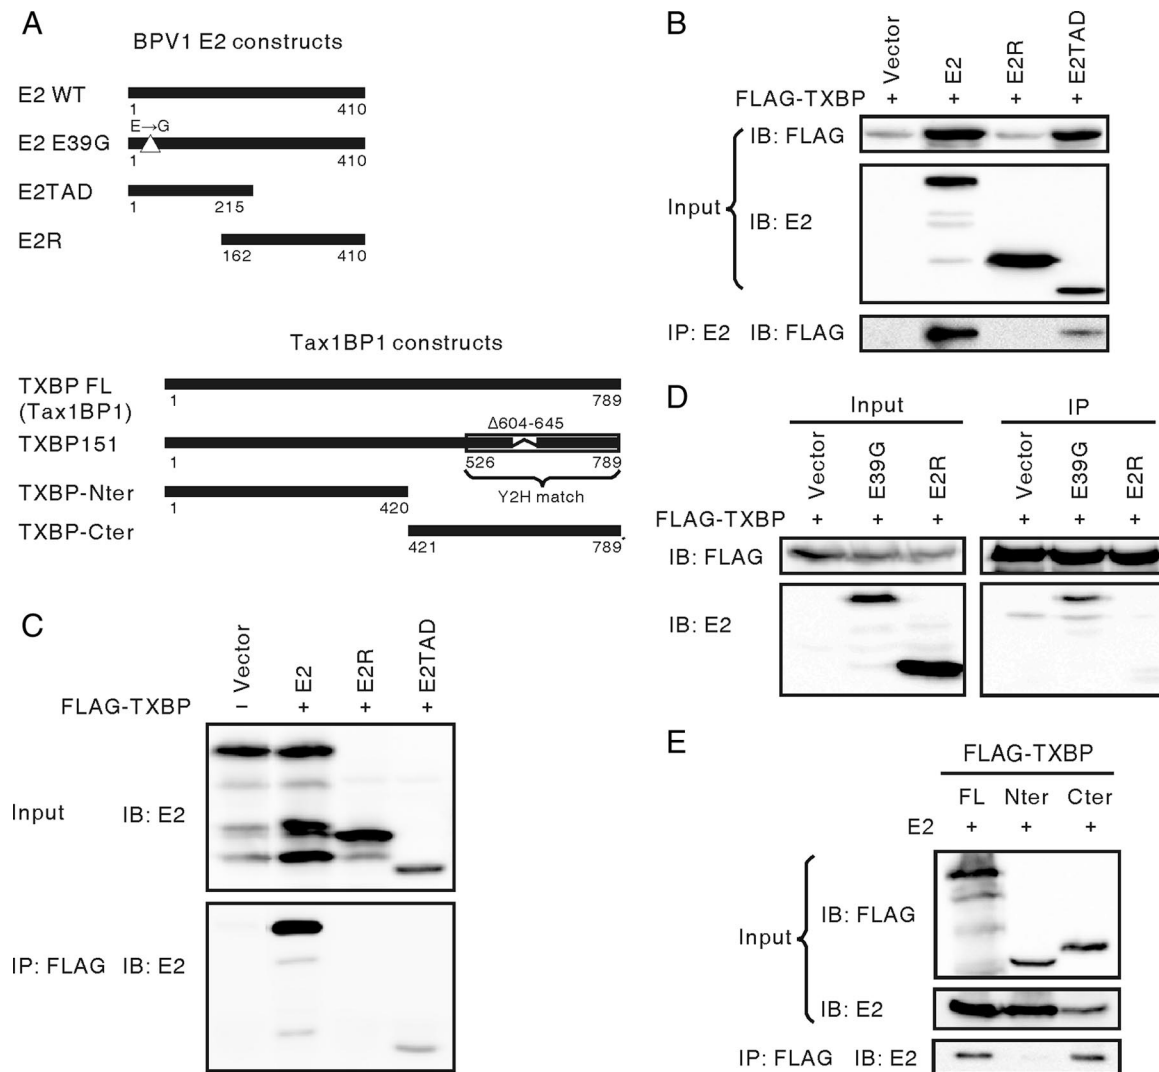 A
BPV1 E2 constructs
E2 WT
1 410
E→G
E2 E39G
1 410
E2TAD
1 215
E2R
162 410
Tax1BP1 constructs
TXBP FL
(Tax1BP1)
1 789
Δ604-645
TXBP151
1 526 789
Y2H match
TXBP-Nter
1 420
TXBP-Cter
421 789
B
Vector E2 E2R E2TAD
FLAG-TXBP + + + +
IB: FLAG
Input
IB: E2
IP: E2 IB: FLAG
C
Vector E2 E2R E2TAD
FLAG-TXBP – + + +
Input IB: E2
IP: FLAG IB: E2
D
Input IP
Vector E39G E2R Vector E39G E2R
FLAG-TXBP + + + + + +
IB: FLAG
IB: E2
E
FLAG-TXBP
FL Nter Cter
E2 + + +
IB: FLAG
Input
IB: E2
IP: FLAG IB: E2